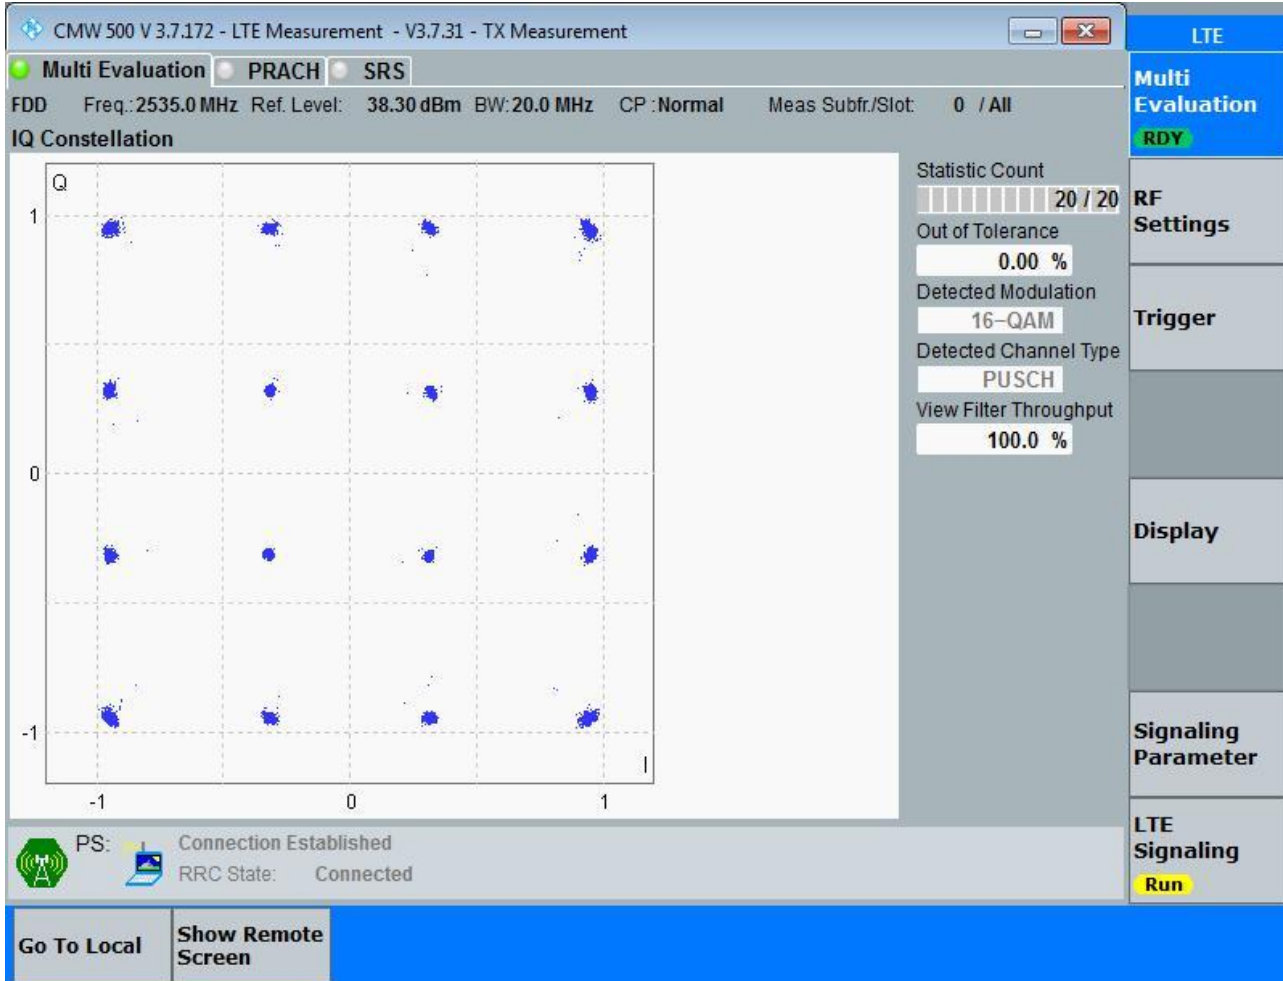 CMW 500 V 3.7.172 - LTE Measurement - V3.7.31 - TX Measurement
LTE
Multi Evaluation PRACH SRS
FDD Freq.: 2535.0 MHz Ref. Level: 38.30 dBm BW: 20.0 MHz CP : Normal Meas Subfr./Slot: 0 / All
IQ Constellation
Q
1
0
-1
-1 0 1
I
Statistic Count
20 / 20
Out of Tolerance
0.00 %
Detected Modulation
16-QAM
Detected Channel Type
PUSCH
View Filter Throughput
100.0 %
Multi
Evaluation
RDY
RF
Settings
Trigger
Display
Signaling
Parameter
LTE
Signaling
Run
PS: Connection Established
RRC State: Connected
Go To Local
Show Remote
Screen